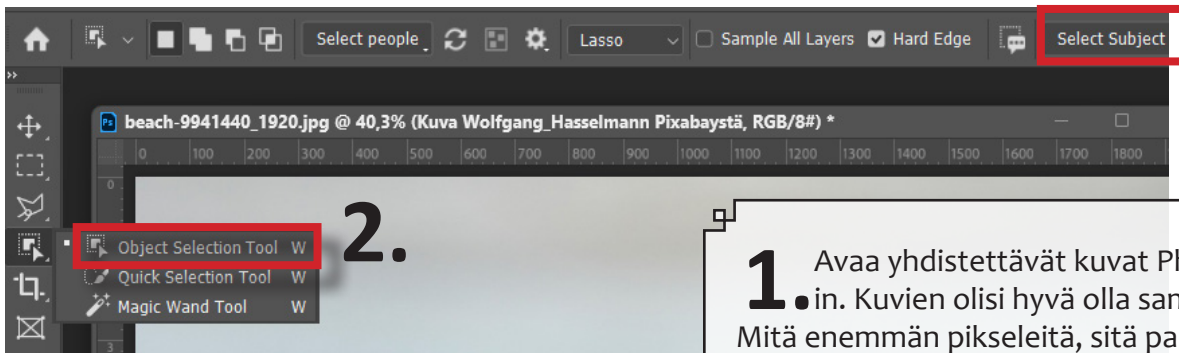 Select people Lasso Sample All Layers Hard Edge Select Subject
Ps beach-9941440_1920.jpg @ 40,3% (Kuva Wolfgang_Hasselmann Pixabaystä, RGB/8#) *
0 100 200 300 400 500 600 700 800 900 1000 1100 1200 1300 1400 1500 1600 1700 1800
0
2.
Object Selection Tool W
Quick Selection Tool W
Magic Wand Tool W
3
1. Avaa yhdistettävät kuvat
in. Kuvien olisi hyvä olla
Mitä enemmän pikseleitä, sitä